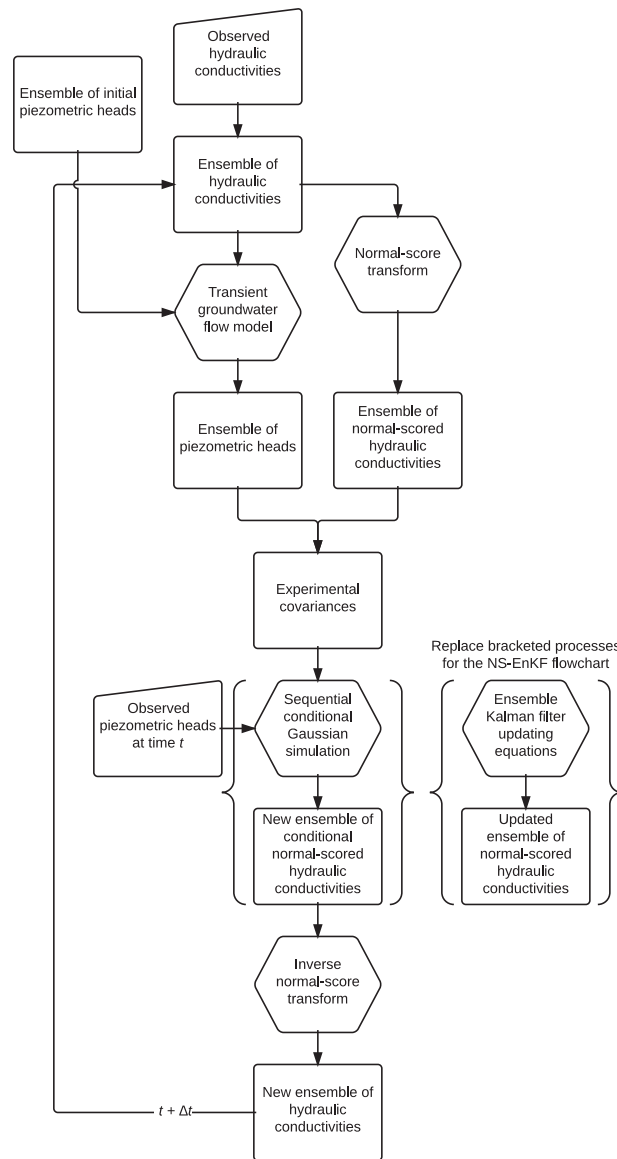 Observed
hydraulic
conductivities
Ensemble of initial
piezometric heads
Ensemble of
hydraulic
conductivities
Normal-score
transform
Transient
groundwater
flow model
Ensemble of
piezometric heads
Ensemble of
normal-scored
hydraulic
conductivities
Experimental
covariances
Replace bracketed processes
for the NS-EnKF flowchart
Observed
piezometric heads
at time t
Sequential
conditional
Gaussian
simulation
Ensemble
Kalman filter
updating
equations
New ensemble of
conditional
normal-scored
hydraulic
conductivities
Updated
ensemble of
normal-scored
hydraulic
conductivities
Inverse
normal-score
transform
New ensemble of
hydraulic
conductivities
t + Δt